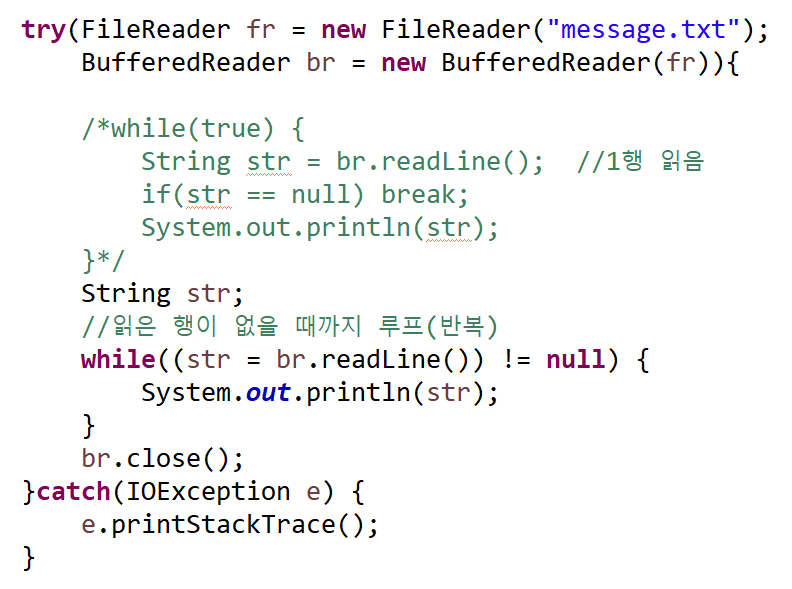 try(FileReader fr = new FileReader("message.txt");
    BufferedReader br = new BufferedReader(fr)){
    /*while(true) {
        String str = br.readLine();  //1행 읽음
        if(str == null) break;
        System.out.println(str);
    }*/
    String str;
    //읽은 행이 없을 때까지 루프(반복)
    while((str = br.readLine()) != null) {
        System.out.println(str);
    }
    br.close();
}catch(IOException e) {
    e.printStackTrace();
}